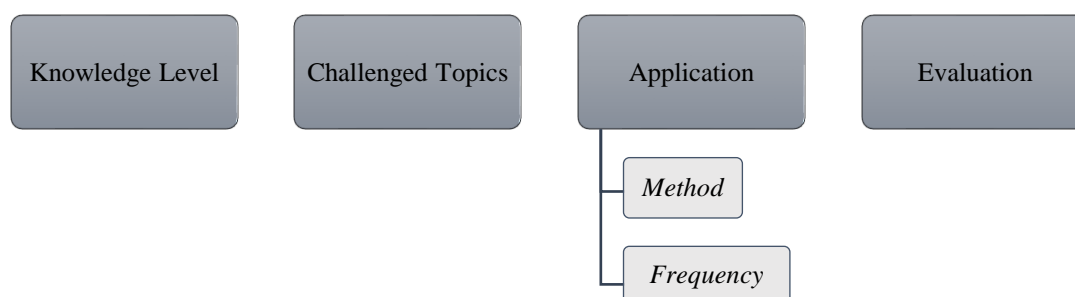 Knowledge Level
Challenged Topics
Application
Evaluation
Method
Frequency